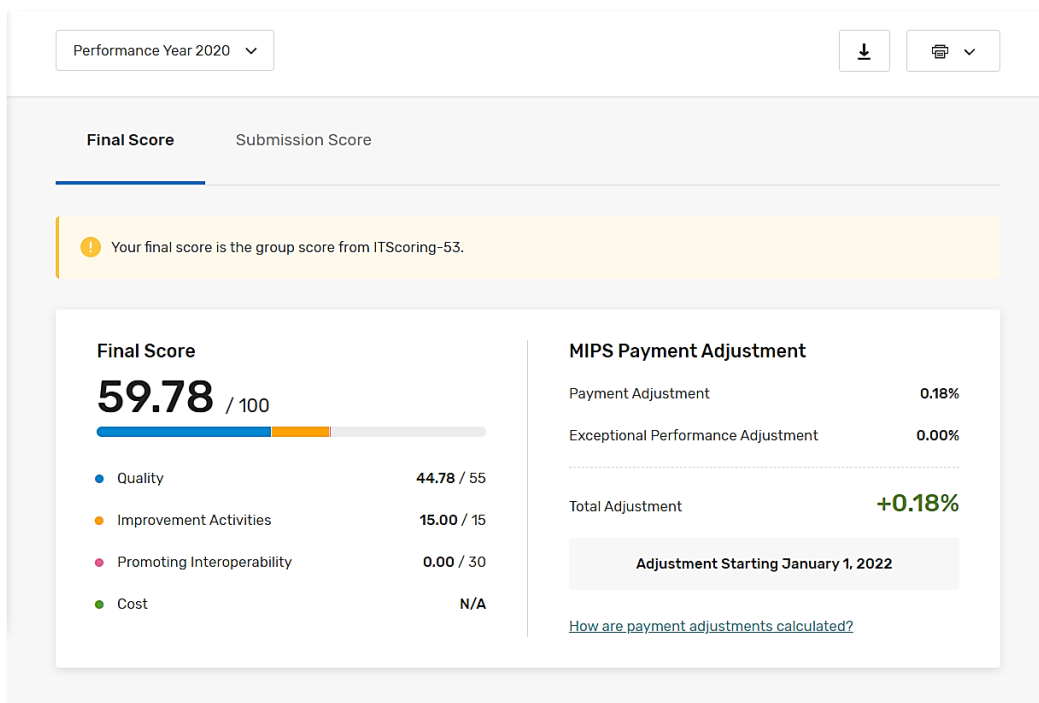 Performance Year 2020
Final Score
Submission Score
Your final score is the group score from ITScoring-53.
Final Score
59.78 / 100
Quality 44.78 / 55
Improvement Activities 15.00 / 15
Promoting Interoperability 0.00 / 30
Cost N/A
MIPS Payment Adjustment
Payment Adjustment 0.18%
Exceptional Performance Adjustment 0.00%
Total Adjustment +0.18%
Adjustment Starting January 1, 2022
How are payment adjustments calculated?